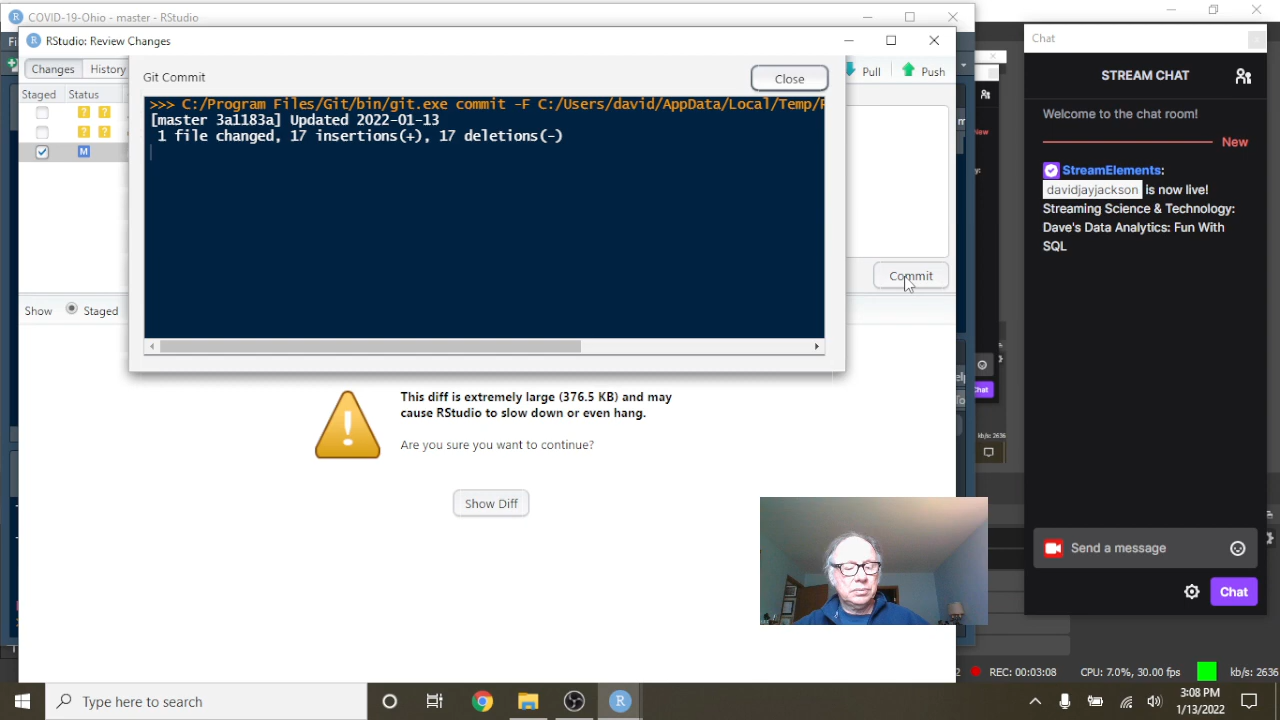 COVID-19-Ohio - master - RStudio
Fi
RStudio: Review Changes
Changes
History
Pull
Push
Staged
Status
M
Git Commit
Close
>>> C:/Program Files/Git/bin/git.exe commit -F C:/Users/david/AppData/Local/Temp/
[master 3a1183a] Updated 2022-01-13
1 file changed, 17 insertions(+), 17 deletions(-)
Commit
Show
Staged
This diff is extremely large (376.5 KB) and may
cause RStudio to slow down or even hang.
Are you sure you want to continue?
Show Diff
Chat
STREAM CHAT
Welcome to the chat room!
New
StreamElements:
davidjayjackson is now live!
Streaming Science & Technology:
Dave's Data Analytics: Fun With
SQL
Send a message
Chat
kb/s: 2636
REC: 00:03:08
CPU: 7.0%, 30.00 fps
kb/s: 2636
Type here to search
3:08 PM
1/13/2022